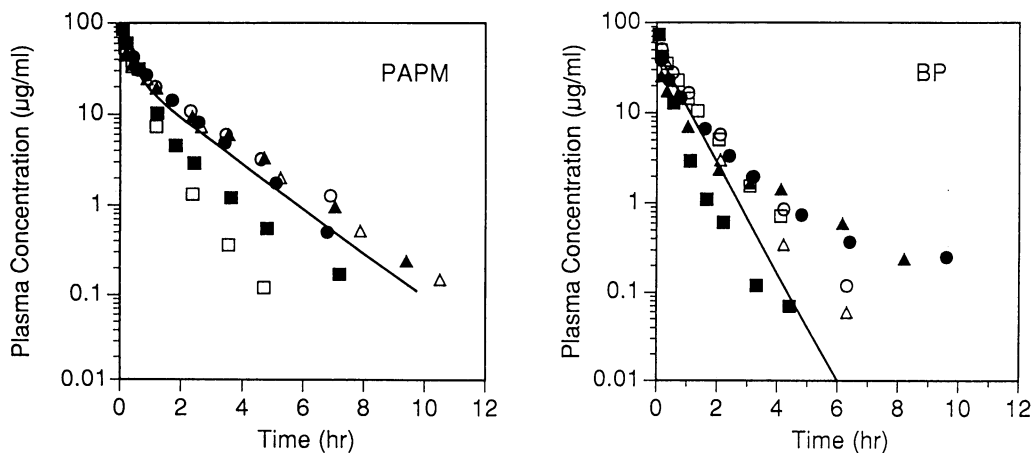 100
10
1
0.1
0.01
0 2 4 6 8 10 12
Plasma Concentration (μg/ml)
Time (hr)
PAPM
100
10
1
0.1
0.01
0 2 4 6 8 10 12
Plasma Concentration (μg/ml)
Time (hr)
BP